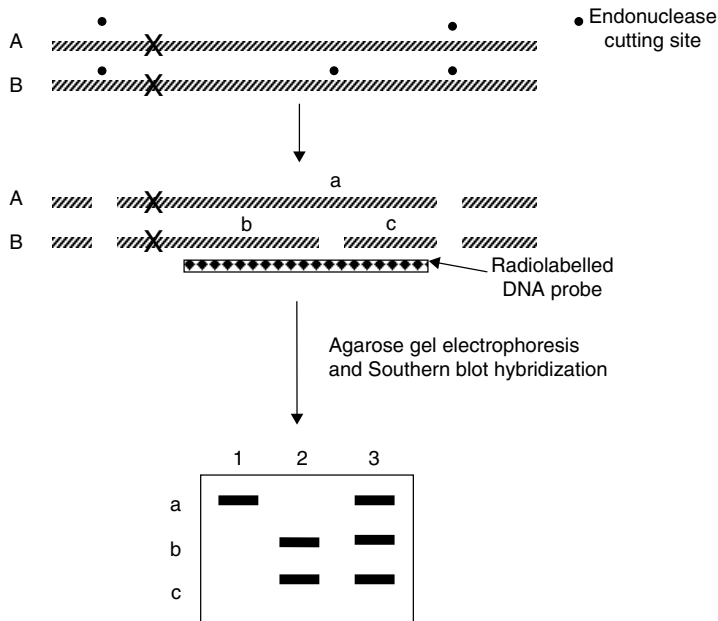 A
B
Endonuclease
cutting site
X
X
a
A
X
b
c
B
X
Radiolabelled
DNA probe
Agarose gel electrophoresis
and Southern blot hybridization
1 2 3
a
b
c